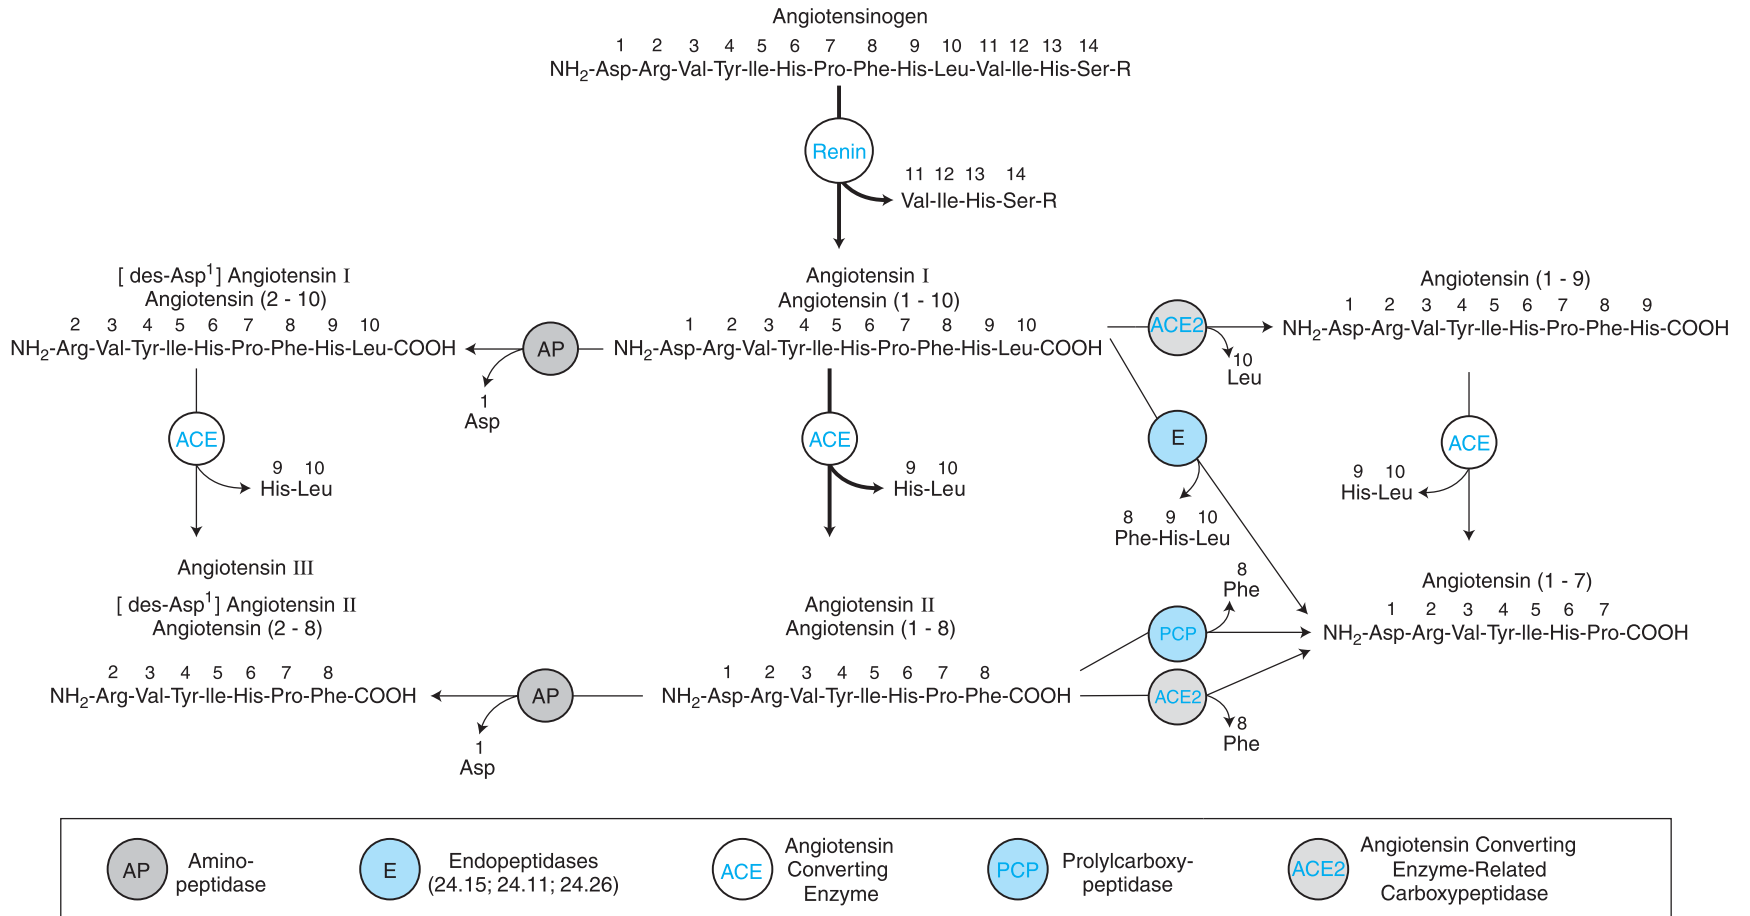 Angiotensinogen
1 2 3 4 5 6 7 8 9 10 11 12 13 14
NH2-Asp-Arg-Val-Tyr-Ile-His-Pro-Phe-His-Leu-Val-Ile-His-Ser-R
Renin
11 12 13 14
Val-Ile-His-Ser-R
[ des-Asp1] Angiotensin I
Angiotensin (2 - 10)
2 3 4 5 6 7 8 9 10
NH2-Arg-Val-Tyr-Ile-His-Pro-Phe-His-Leu-COOH
AP
1
Asp
Angiotensin I
Angiotensin (1 - 10)
1 2 3 4 5 6 7 8 9 10
NH2-Asp-Arg-Val-Tyr-Ile-His-Pro-Phe-His-Leu-COOH
ACE2
10
Leu
Angiotensin (1 - 9)
1 2 3 4 5 6 7 8 9
NH2-Asp-Arg-Val-Tyr-Ile-His-Pro-Phe-His-COOH
ACE
9 10
His-Leu
ACE
9 10
His-Leu
E
8 9 10
Phe-His-Leu
ACE
9 10
His-Leu
Angiotensin III
[ des-Asp1] Angiotensin II
Angiotensin (2 - 8)
2 3 4 5 6 7 8
NH2-Arg-Val-Tyr-Ile-His-Pro-Phe-COOH
AP
1
Asp
Angiotensin II
Angiotensin (1 - 8)
1 2 3 4 5 6 7 8
NH2-Asp-Arg-Val-Tyr-Ile-His-Pro-Phe-COOH
PCP
8
Phe
ACE2
8
Phe
Angiotensin (1 - 7)
1 2 3 4 5 6 7
NH2-Asp-Arg-Val-Tyr-Ile-His-Pro-COOH
AP
Amino-
peptidase
E
Endopeptidases
(24.15; 24.11; 24.26)
ACE
Angiotensin
Converting
Enzyme
PCP
Prolylcarboxy-
peptidase
ACE2
Angiotensin Converting
Enzyme-Related
Carboxypeptidase